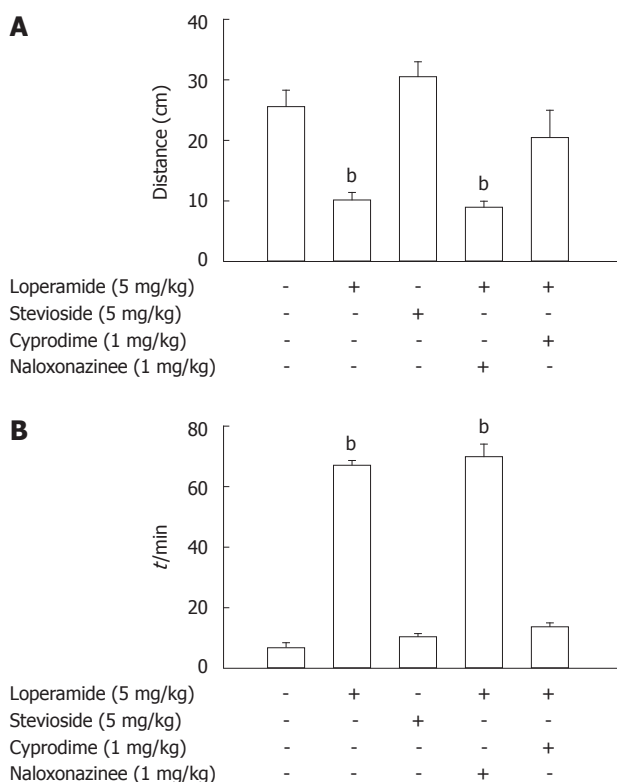 A
40
30
20
10
0
Distance (cm)
b
b
Loperamide (5 mg/kg) - + - + +
Stevioside (5 mg/kg) - - + - -
Cyprodime (1 mg/kg) - - - - +
Naloxonazinee (1 mg/kg) - - - + -
B
80
60
40
20
0
t/min
b
b
Loperamide (5 mg/kg) - + - + +
Stevioside (5 mg/kg) - - + - -
Cyprodime (1 mg/kg) - - - - +
Naloxonazinee (1 mg/kg) - - - + -